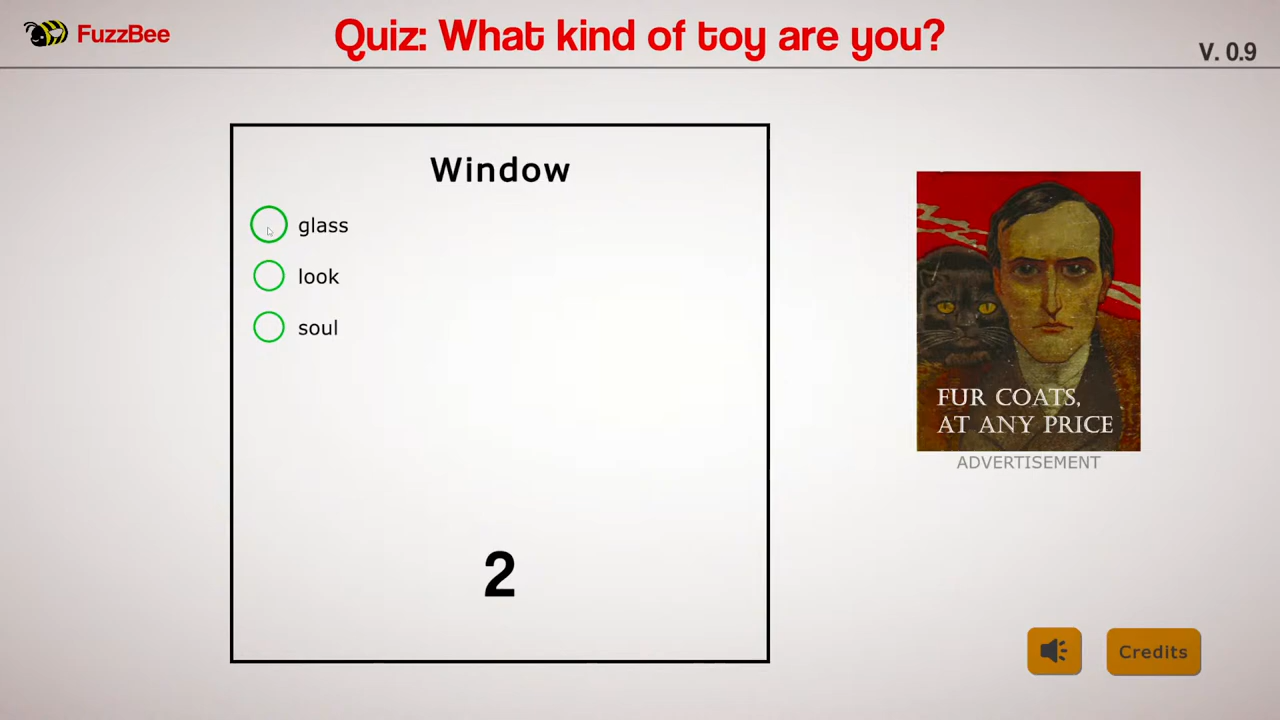 FuzzBee
Quiz: What kind of toy are you?
V. 0.9
Window
glass
look
soul
2
FUR COATS,
AT ANY PRICE
ADVERTISEMENT
Credits